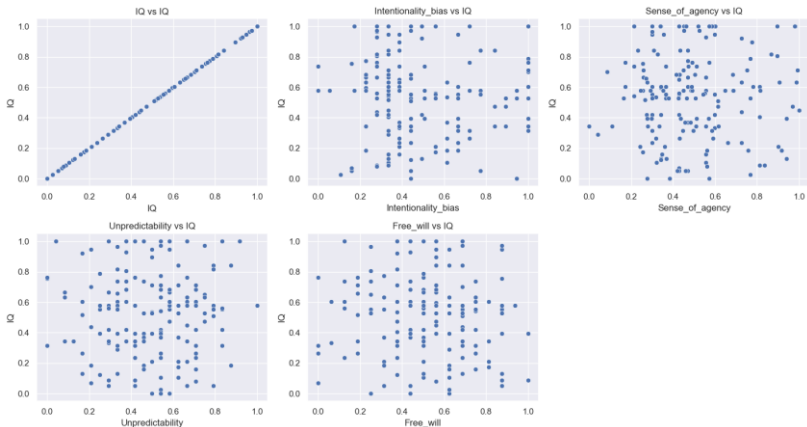 IQ vs IQ
1.0
0.8
0.6
0.4
0.2
0.0
IQ
0.0 0.2 0.4 0.6 0.8 1.0
IQ
Intentionality_bias vs IQ
1.0
0.8
0.6
0.4
0.2
0.0
IQ
0.0 0.2 0.4 0.6 0.8 1.0
Intentionality_bias
Sense_of_agency vs IQ
1.0
0.8
0.6
0.4
0.2
0.0
IQ
0.0 0.2 0.4 0.6 0.8 1.0
Sense_of_agency
Unpredictability vs IQ
1.0
0.8
0.6
0.4
0.2
0.0
IQ
0.0 0.2 0.4 0.6 0.8 1.0
Unpredictability
Free_will vs IQ
1.0
0.8
0.6
0.4
0.2
0.0
IQ
0.0 0.2 0.4 0.6 0.8 1.0
Free_will